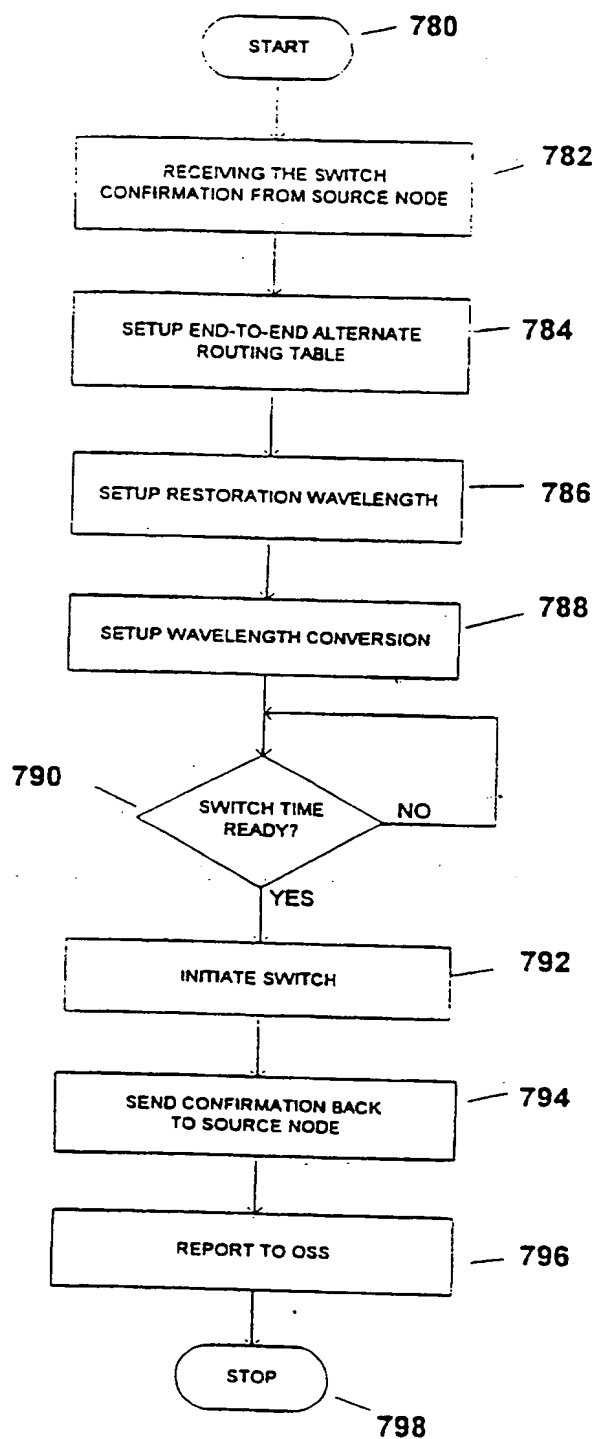 START
780
RECEIVING THE SWITCH
CONFIRMATION FROM SOURCE NODE
782
SETUP END-TO-END ALTERNATE
ROUTING TABLE
784
SETUP RESTORATION WAVELENGTH
786
SETUP WAVELENGTH CONVERSION
788
790
SWITCH TIME
READY?
NO
YES
INITIATE SWITCH
792
SEND CONFIRMATION BACK
TO SOURCE NODE
794
REPORT TO OSS
796
STOP
798